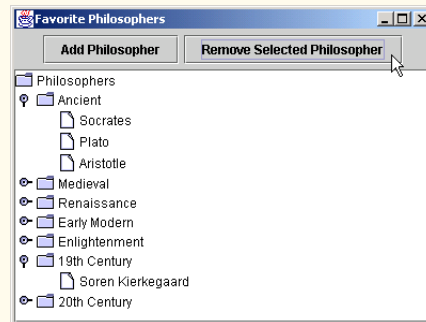 Favorite Philosophers
Add Philosopher Remove Selected Philosopher
Philosophers
Ancient
Socrates
Plato
Aristotle
Medieval
Renaissance
Early Modern
Enlightenment
19th Century
Soren Kierkegaard
20th Century